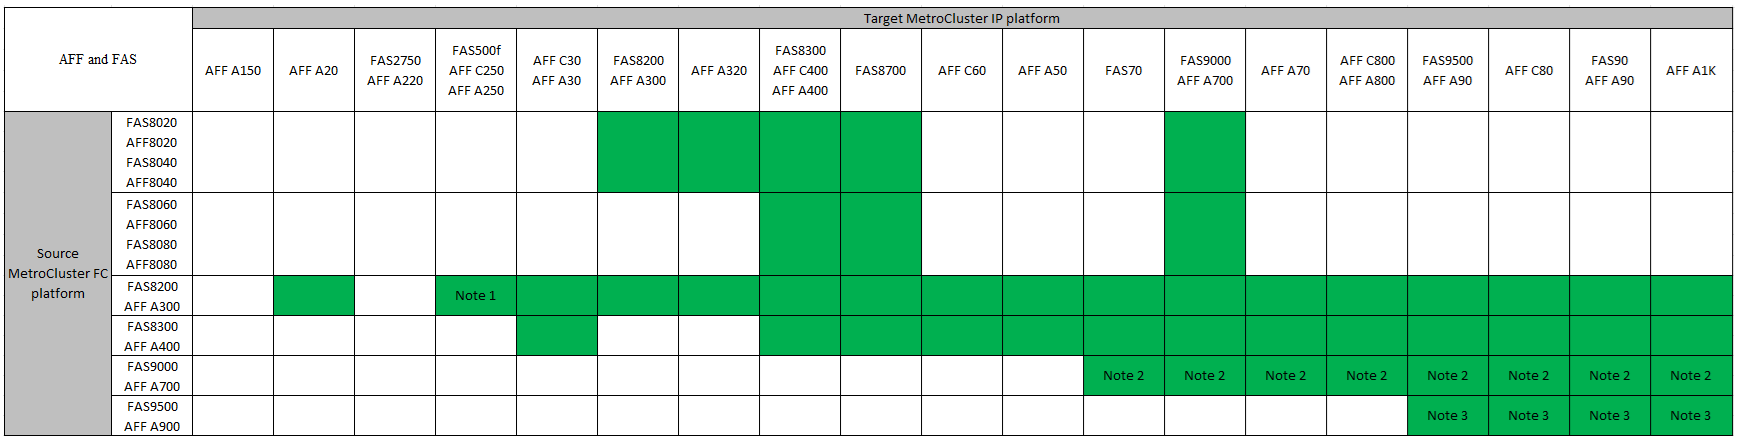 Target MetroCluster IP platform
AFF and FAS
AFF A150
AFF A20
FAS2750
AFF A220
FAS500f
AFF C250
AFF A250
AFF C30
AFF A30
FAS8200
AFF A300
AFF A320
FAS8300
AFF C400
AFF A400
FAS8700
AFF C60
AFF A50
FAS70
FAS9000
AFF A700
AFF A70
AFF C800
AFF A800
FAS9500
AFF A90
AFF C80
FAS90
AFF A90
AFF A1K
Source
MetroCluster FC
platform
FAS8020
AFF8020
FAS8040
AFF8040
FAS8060
AFF8060
FAS8080
AFF8080
FAS8200
AFF A300
Note 1
FAS8300
AFF A400
FAS9000
AFF A700
Note 2
Note 2
Note 2
Note 2
Note 2
Note 2
Note 2
Note 2
FAS9500
AFF A900
Note 3
Note 3
Note 3
Note 3